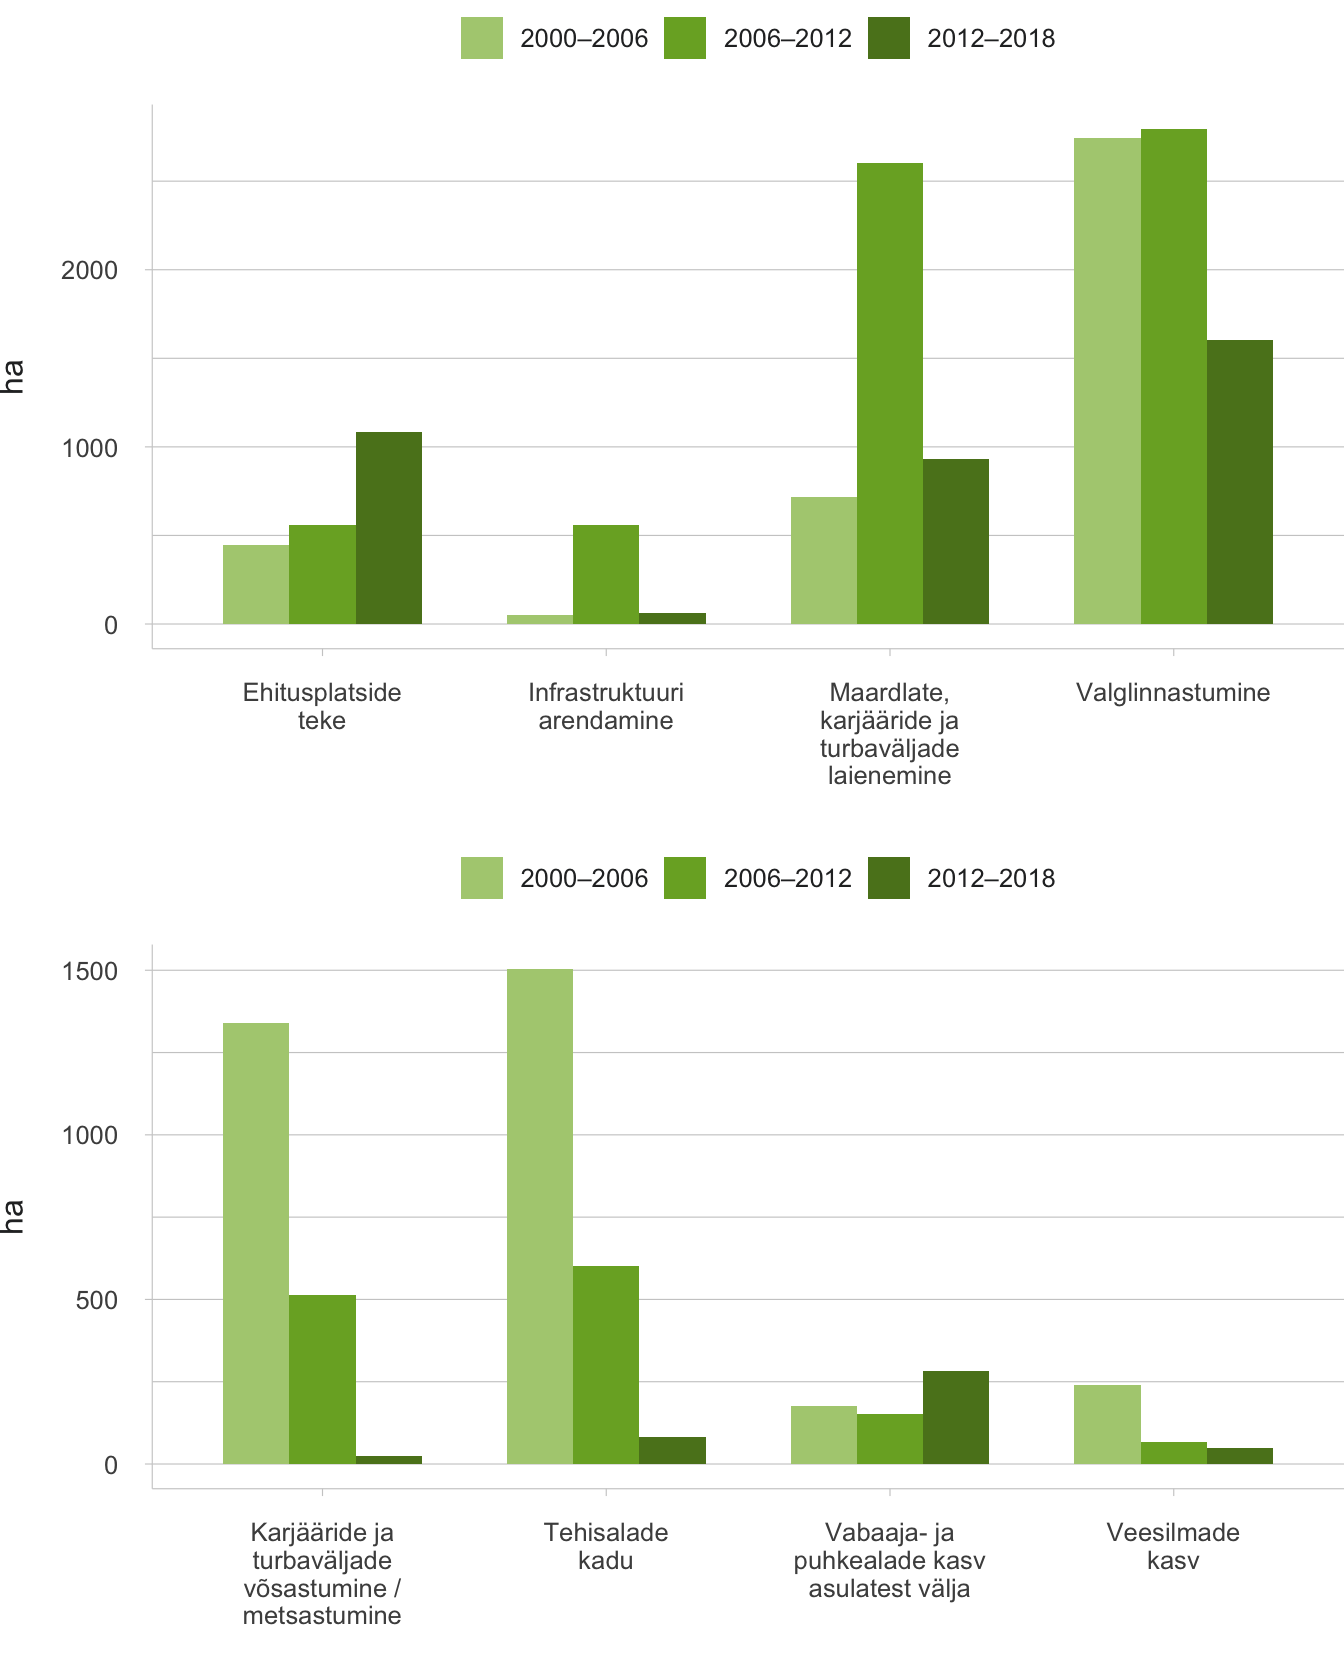 2000–2006 2006–2012 2012–2018
ha
2000
1000
0
Ehitusplatside
teke
Infrastruktuuri
arendamine
Maardlate,
karjääride ja
turbaväljade
laienemine
Valglinnastumine
2000–2006 2006–2012 2012–2018
ha
1500
1000
500
0
Karjääride ja
turbaväljade
võsastumine /
metsastumine
Tehisalade
kadu
Vabaaja- ja
puhkealade kasv
asulatest välja
Veesilmade
kasv